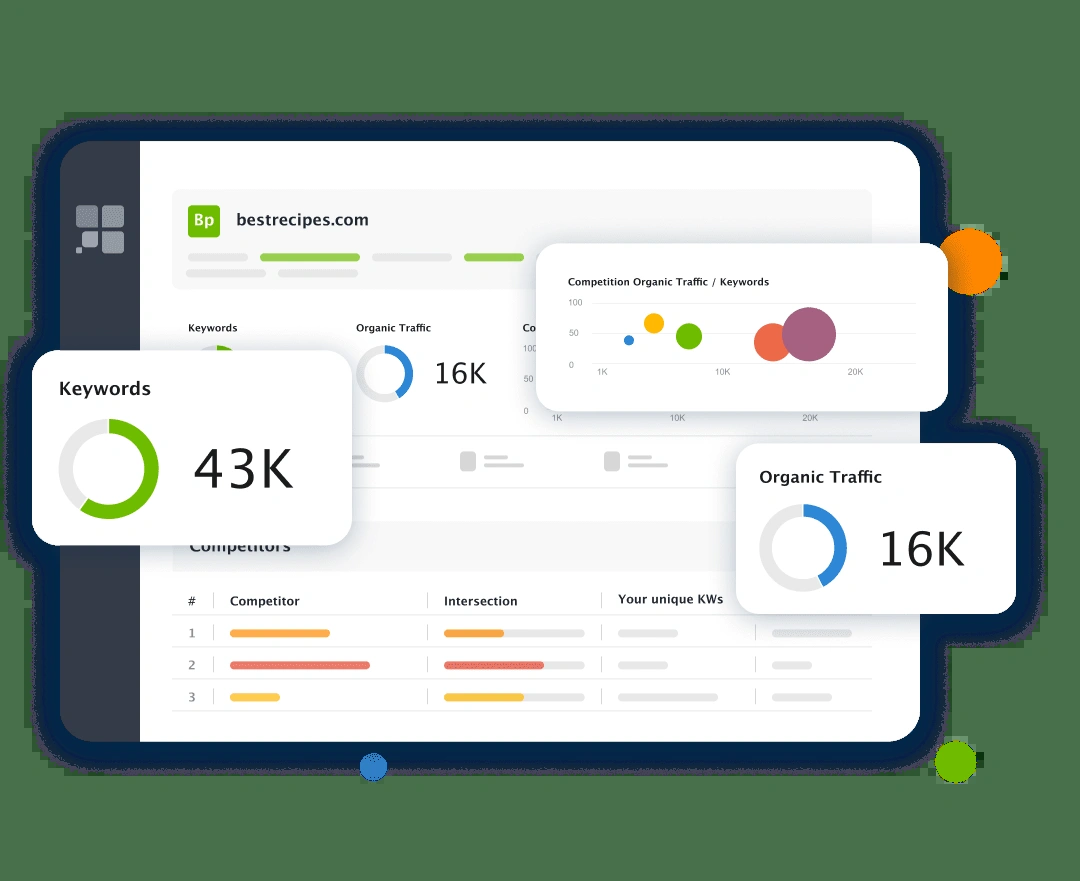 Bp
bestrecipes.com
Competition Organic Traffic / Keywords
100
50
0
1K 10K 20K
Keywords
Organic Traffic
Co
16K
100
50
0
1K 10K 20K
Keywords
43K
Organic Traffic
16K
Competitors
# Competitor Intersection Your unique KWs
1
2
3